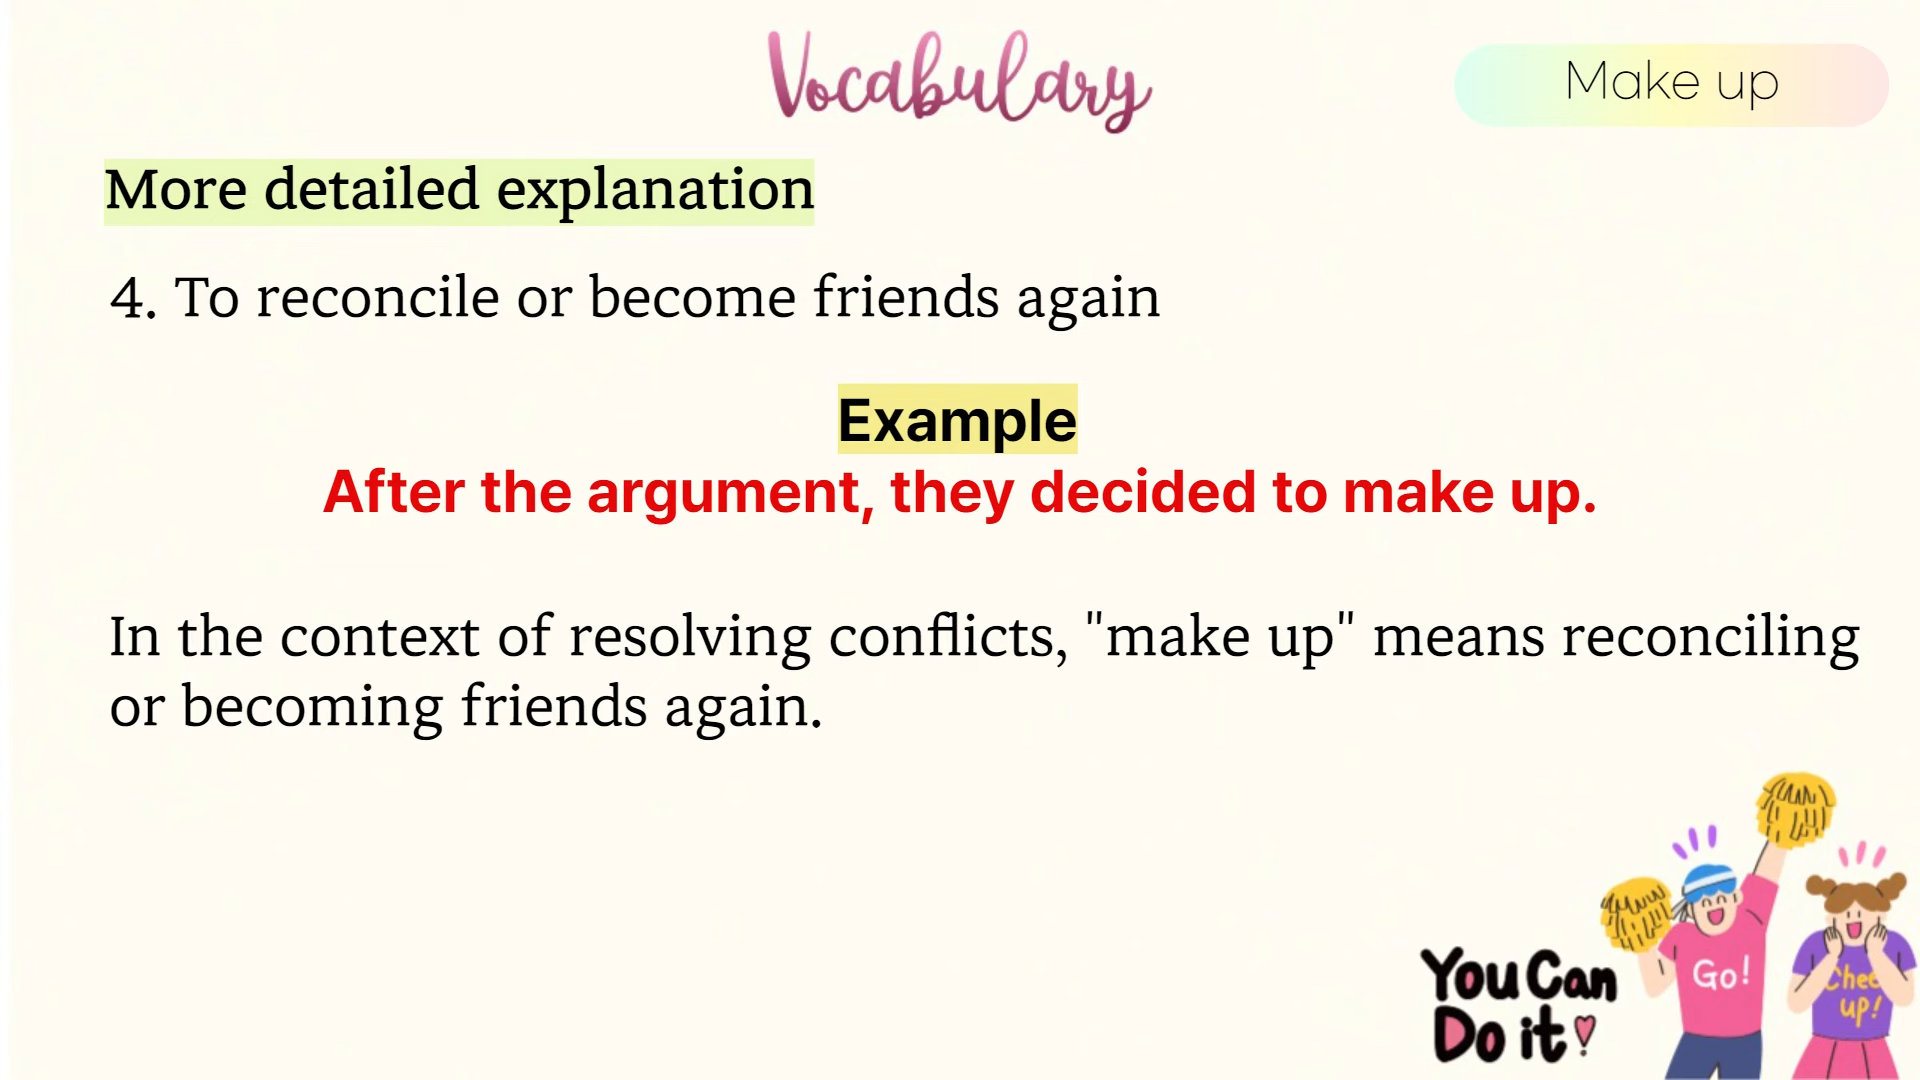 Vocabulary
Make up
More detailed explanation
4. To reconcile or become friends again
Example
After the argument, they decided to make up.
In the context of resolving conflicts, "make up" means reconciling
or becoming friends again.
You Can
Do it!
Go!
Chee
up!